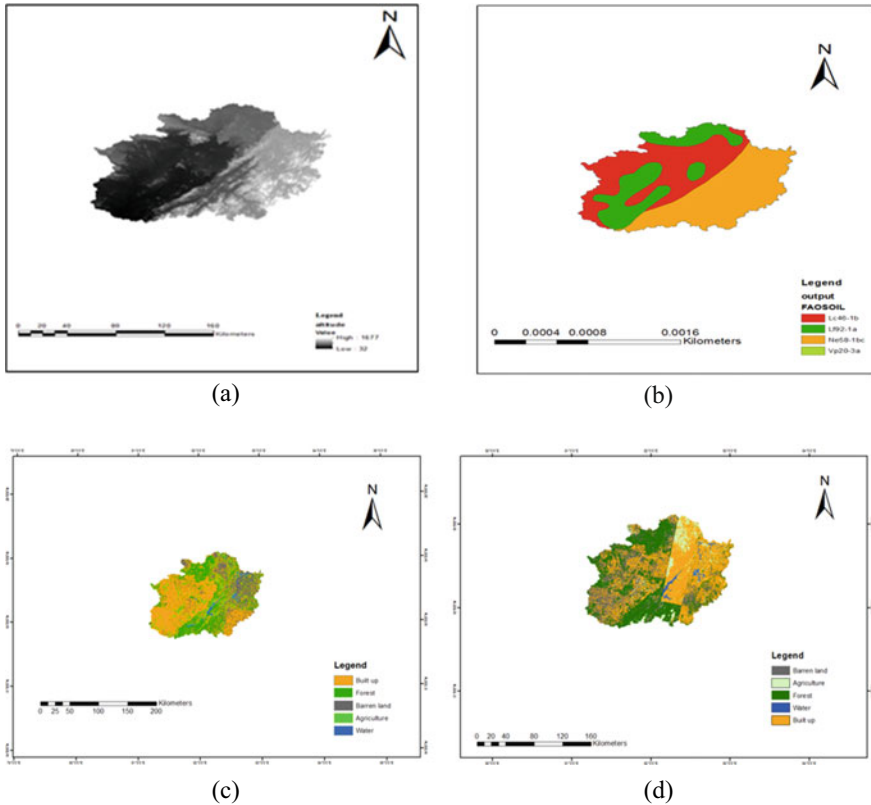 N
Legend
altitude
Value
High : 1677
Low : 32
0 20 40 80 120 160
Kilometers
(a)
N
Legend
output
FAOSOIL
Lc46-1b
Lf92-1a
Ne58-1bc
Vp20-3a
0 0.0004 0.0008 0.0016
Kilometers
(b)
N
Legend
Built up
Forest
Barren land
Agriculture
Water
Kilometers
0 25 50 100 150 200
(c)
N
Legend
Barren land
Agriculture
Forest
Water
Built up
Kilometers
0 20 40 80 120 160
(d)